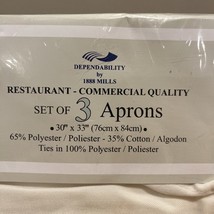 DEPENDABILITY
by
1888 MILLS
RESTAURANT - COMMERCIAL QUALITY
SET OF 3 Aprons
• 30" x 33" (76cm x 84cm) •
65% Polyester / Poliester - 35% Cotton / Algodon
Ties in 100% Polyester / Poliester